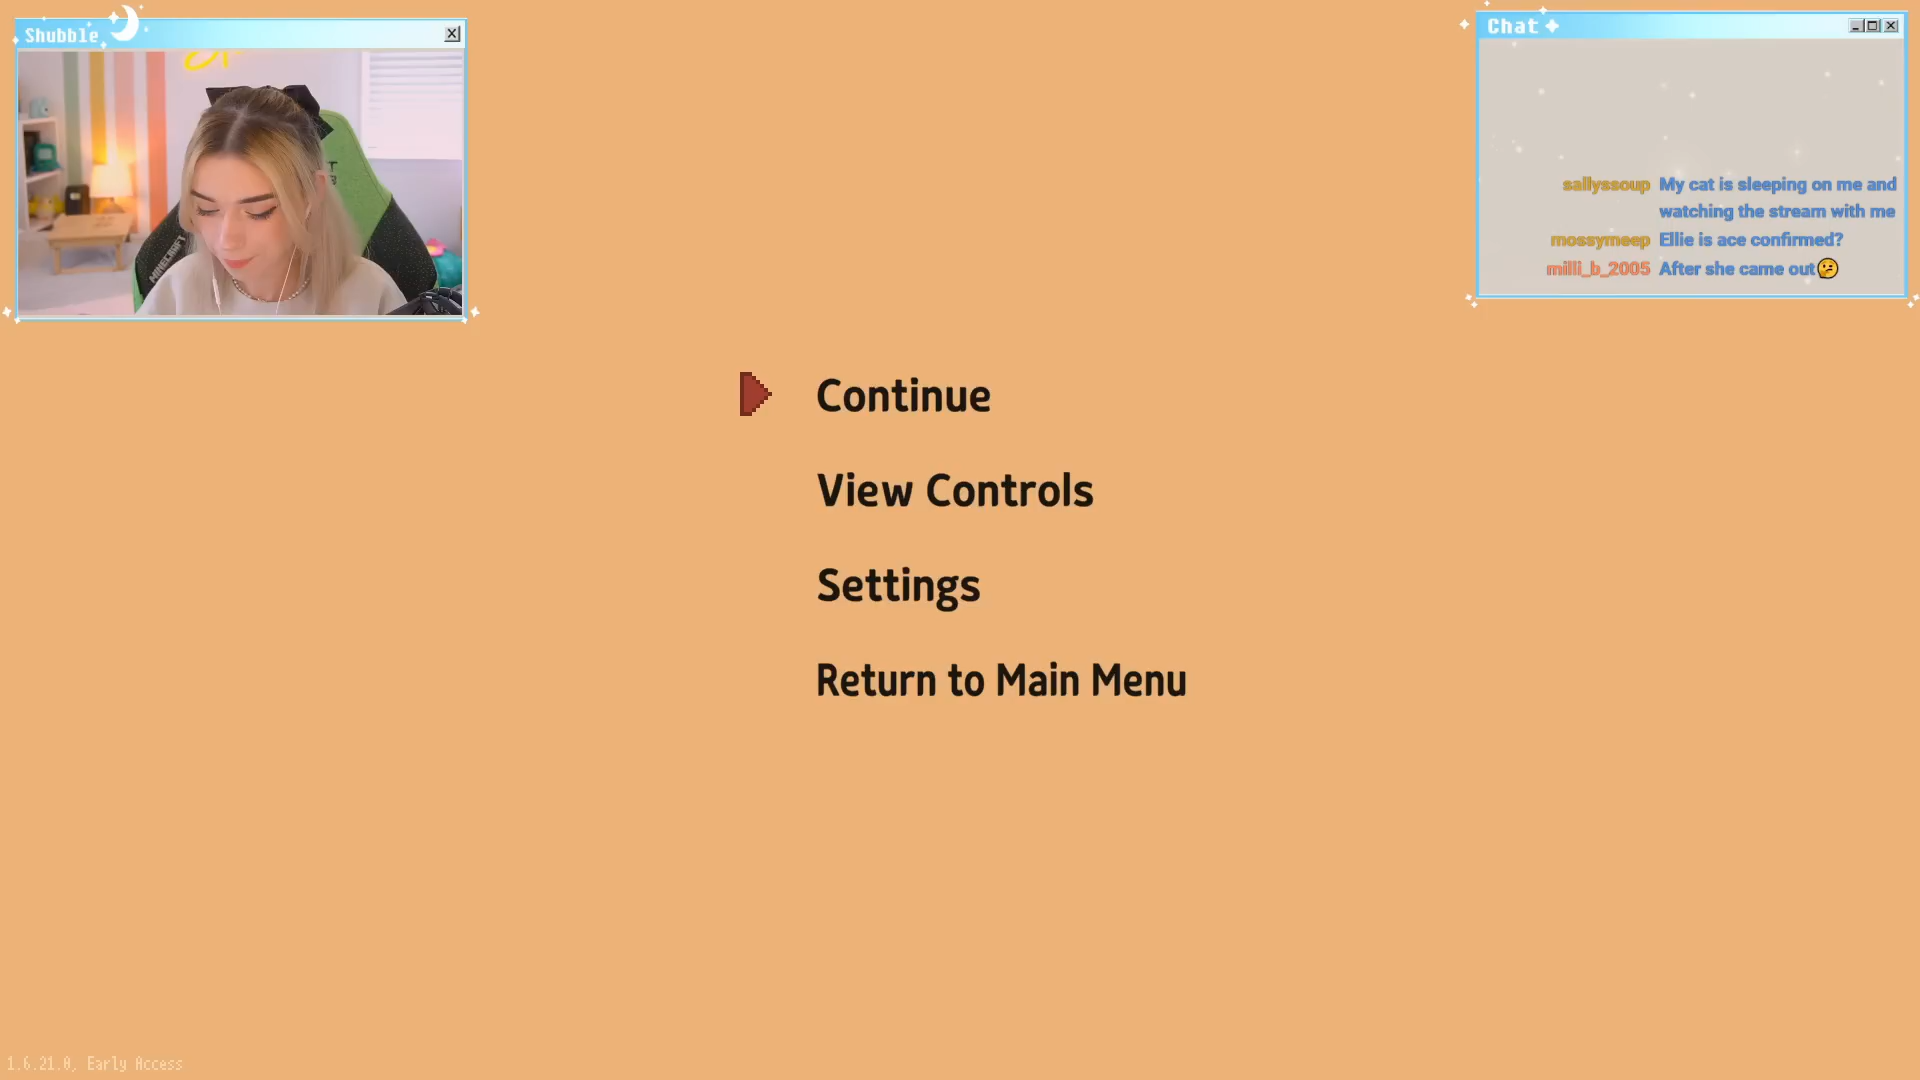 Shubble
Chat
sallyssoup My cat is sleeping on me and
watching the stream with me
mossymeep Ellie is ace confirmed?
milli_b_2005 After she came out🤔
MINECRAFT
Continue
View Controls
Settings
Return to Main Menu
1.6.21.0, Early Access